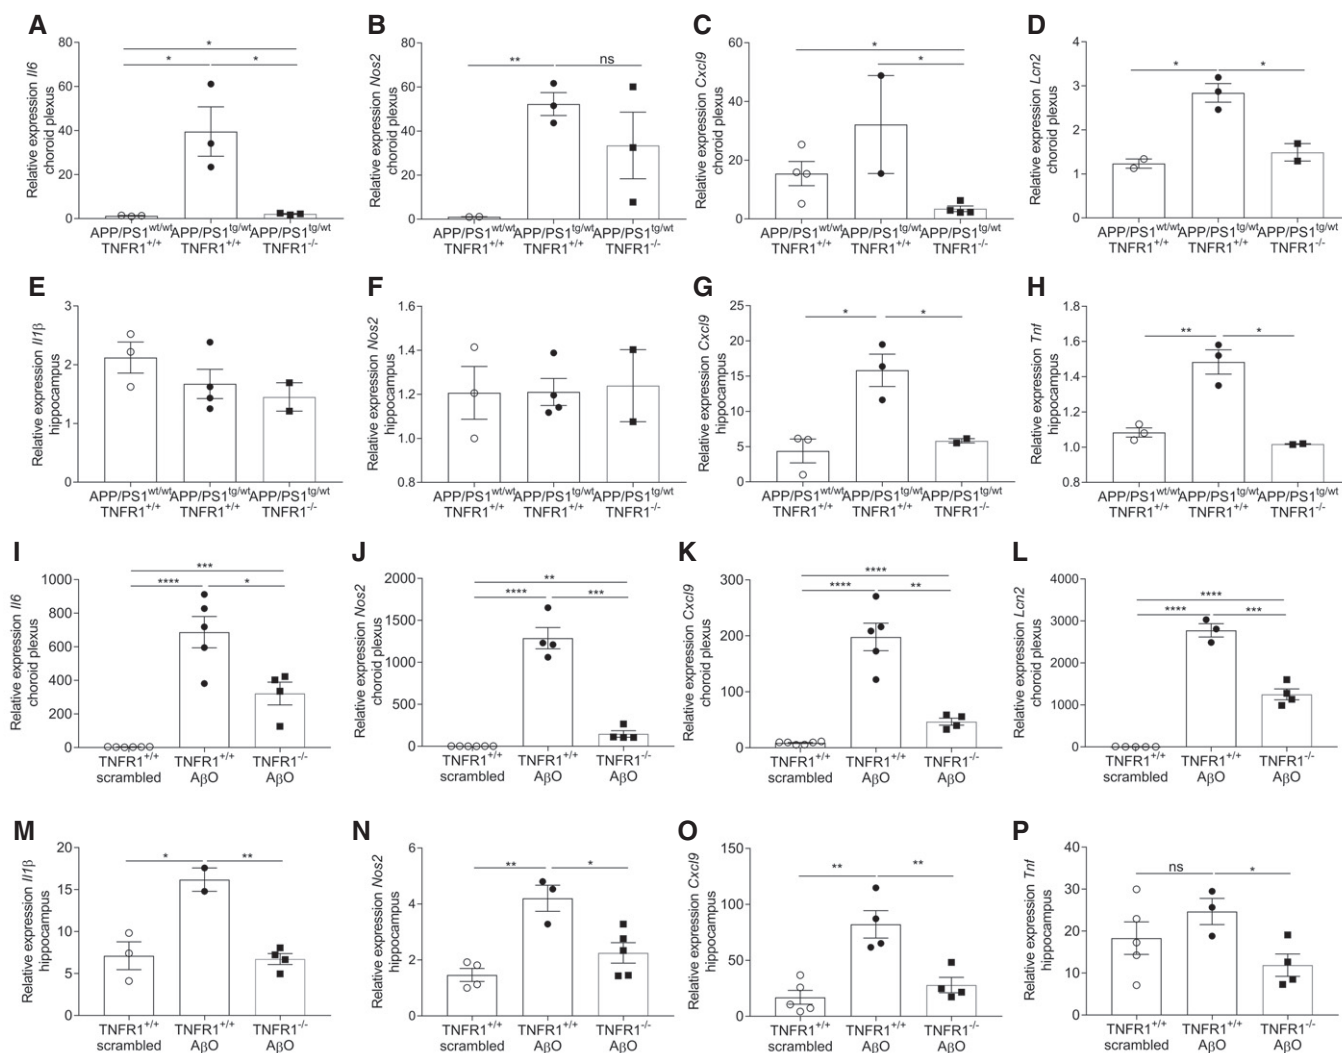 A
Relative expression Il6
choroid plexus
80
60
40
20
0
*
* *
APP/PS1wt/wt APP/PS1tg/wt APP/PS1tg/wt
TNFR1+/+ TNFR1+/+ TNFR1-/-
B
Relative expression Nos2
choroid plexus
80
60
40
20
0
** ns
APP/PS1wt/wt APP/PS1tg/wt APP/PS1tg/wt
TNFR1+/+ TNFR1+/+ TNFR1-/-
C
Relative expression Cxcl9
choroid plexus
60
40
20
0
*
*
APP/PS1wt/wt APP/PS1tg/wt APP/PS1tg/wt
TNFR1+/+ TNFR1+/+ TNFR1-/-
D
Relative expression Lcn2
choroid plexus
4
3
2
1
0
* *
APP/PS1wt/wt APP/PS1tg/wt APP/PS1tg/wt
TNFR1+/+ TNFR1+/+ TNFR1-/-
E
Relative expression Il1β
hippocampus
3
2
1
0
APP/PS1wt/wt APP/PS1tg/wt APP/PS1tg/wt
TNFR1+/+ TNFR1+/+ TNFR1-/-
F
Relative expression Nos2
hippocampus
1.6
1.4
1.2
1.0
0.8
APP/PS1wt/wt APP/PS1tg/wt APP/PS1tg/wt
TNFR1+/+ TNFR1+/+ TNFR1-/-
G
Relative expression Cxcl9
hippocampus
25
20
15
10
5
0
* *
APP/PS1wt/wt APP/PS1tg/wt APP/PS1tg/wt
TNFR1+/+ TNFR1+/+ TNFR1-/-
H
Relative expression Tnf
hippocampus
1.8
1.6
1.4
1.2
1.0
0.8
** *
APP/PS1wt/wt APP/PS1tg/wt APP/PS1tg/wt
TNFR1+/+ TNFR1+/+ TNFR1-/-
I
Relative expression Il6
choroid plexus
1000
800
600
400
200
0
***
**** *
TNFR1+/+ TNFR1+/+ TNFR1-/-
scrambled AβO AβO
J
Relative expression Nos2
choroid plexus
2000
1500
1000
500
0
**
**** ***
TNFR1+/+ TNFR1+/+ TNFR1-/-
scrambled AβO AβO
K
Relative expression Cxcl9
choroid plexus
300
200
100
0
****
**** **
TNFR1+/+ TNFR1+/+ TNFR1-/-
scrambled AβO AβO
L
Relative expression Lcn2
choroid plexus
4000
3000
2000
1000
0
****
**** ***
TNFR1+/+ TNFR1+/+ TNFR1-/-
scrambled AβO AβO
M
Relative expression Il1β
hippocampus
20
15
10
5
0
* **
TNFR1+/+ TNFR1+/+ TNFR1-/-
scrambled AβO AβO
N
Relative expression Nos2
hippocampus
6
4
2
0
** *
TNFR1+/+ TNFR1+/+ TNFR1-/-
scrambled AβO AβO
O
Relative expression Cxcl9
hippocampus
150
100
50
0
** **
TNFR1+/+ TNFR1+/+ TNFR1-/-
scrambled AβO AβO
P
Relative expression Tnf
hippocampus
40
30
20
10
0
ns *
TNFR1+/+ TNFR1+/+ TNFR1-/-
scrambled AβO AβO